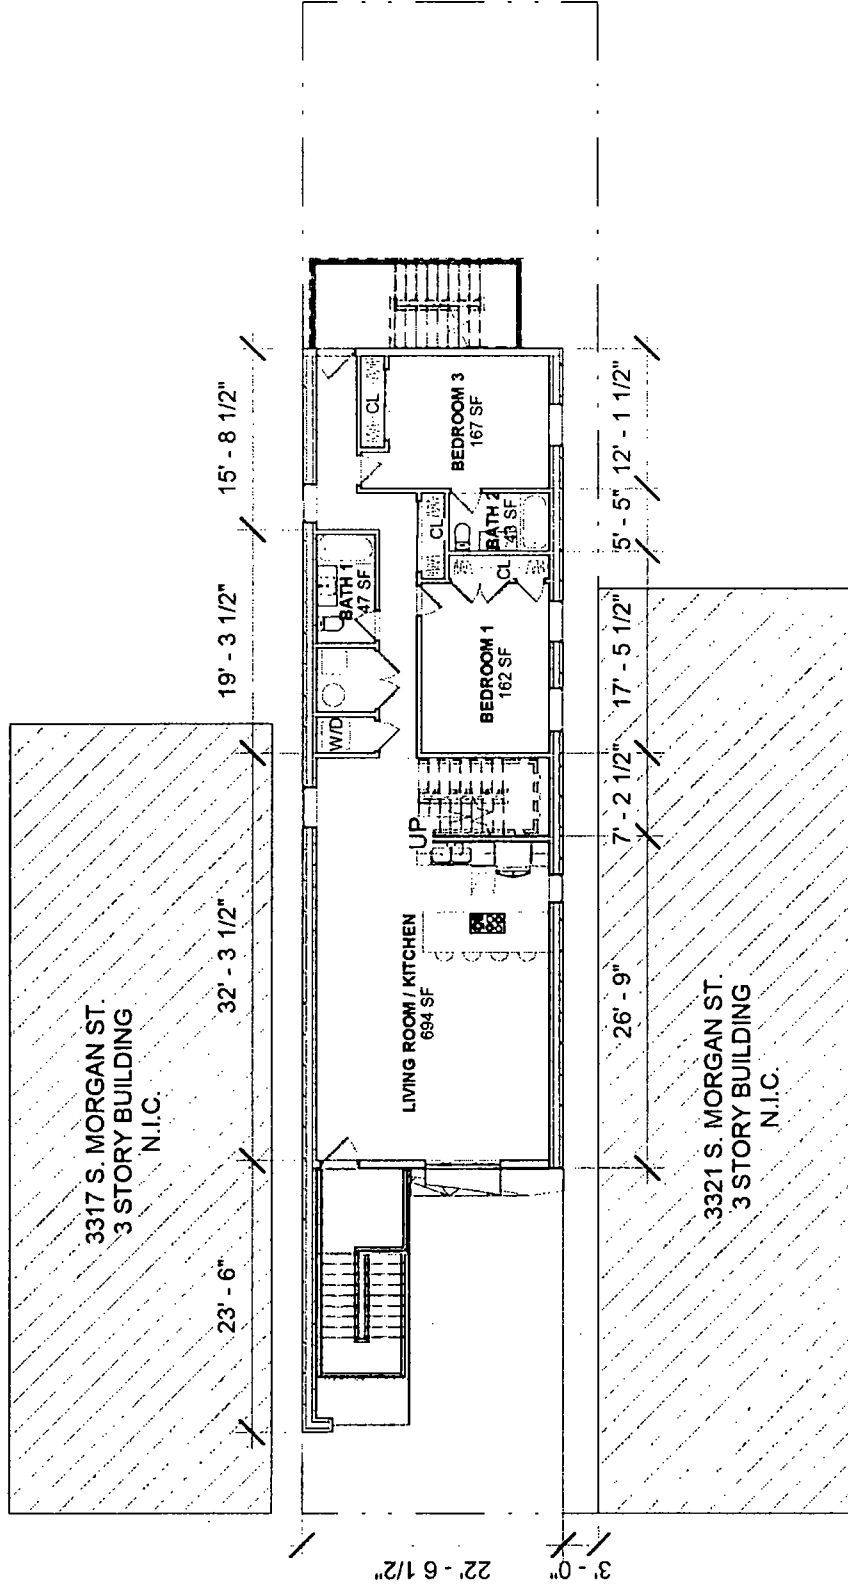 3317 S. MORGAN ST.
3 STORY BUILDING
N.I.C.
23' - 6"
32' - 3 1/2"
19' - 3 1/2"
15' - 8 1/2"
LIVING ROOM / KITCHEN
694 SF
UP
W/D
BATH 1
47 SF
BEDROOM 1
162 SF
CL
CL
BATH 2
43 SF
BEDROOM 3
167 SF
CL
26' - 9"
7' - 2 1/2"
17' - 5 1/2"
5' - 5"
12' - 1 1/2"
3321 S. MORGAN ST.
3 STORY BUILDING
N.I.C.
22' - 6 1/2"
3' - 0"